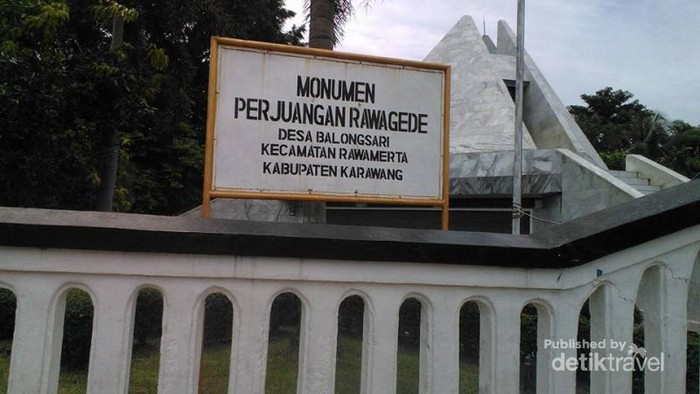 MONUMEN
PERJUANGAN RAWAGEDE
DESA BALONGSARI
KECAMATAN RAWAMERTA
KABUPATEN KARAWANG
Published by
detiktravel